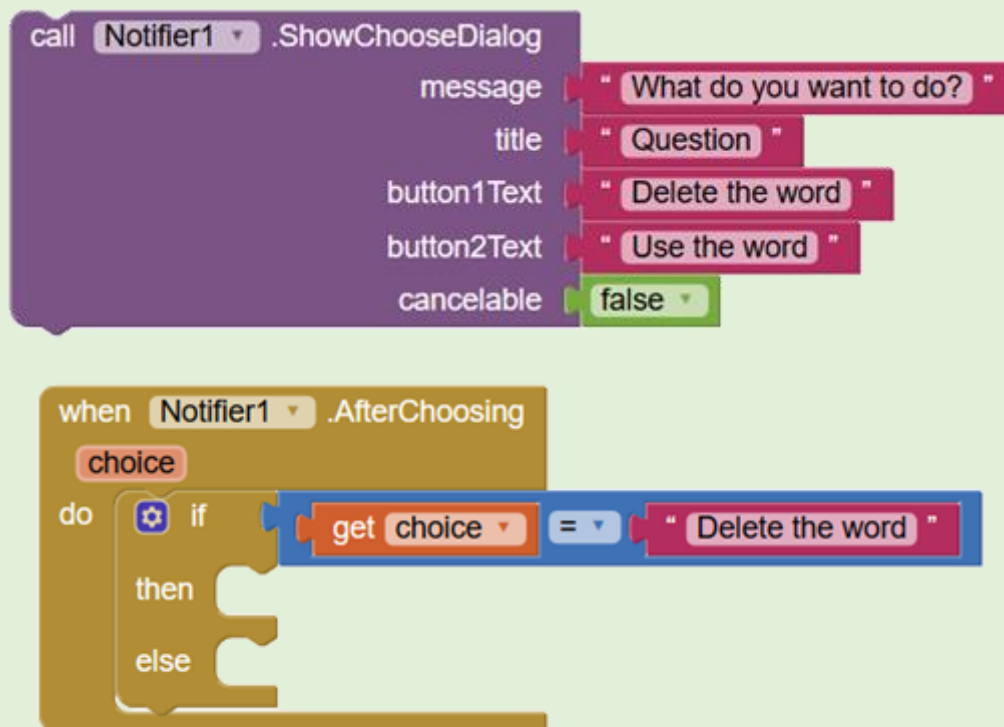 call Notifier1 .ShowChooseDialog
message " What do you want to do? "
title " Question "
button1Text " Delete the word "
button2Text " Use the word "
cancelable false
when Notifier1 .AfterChoosing
choice
do if get choice = " Delete the word "
then
else